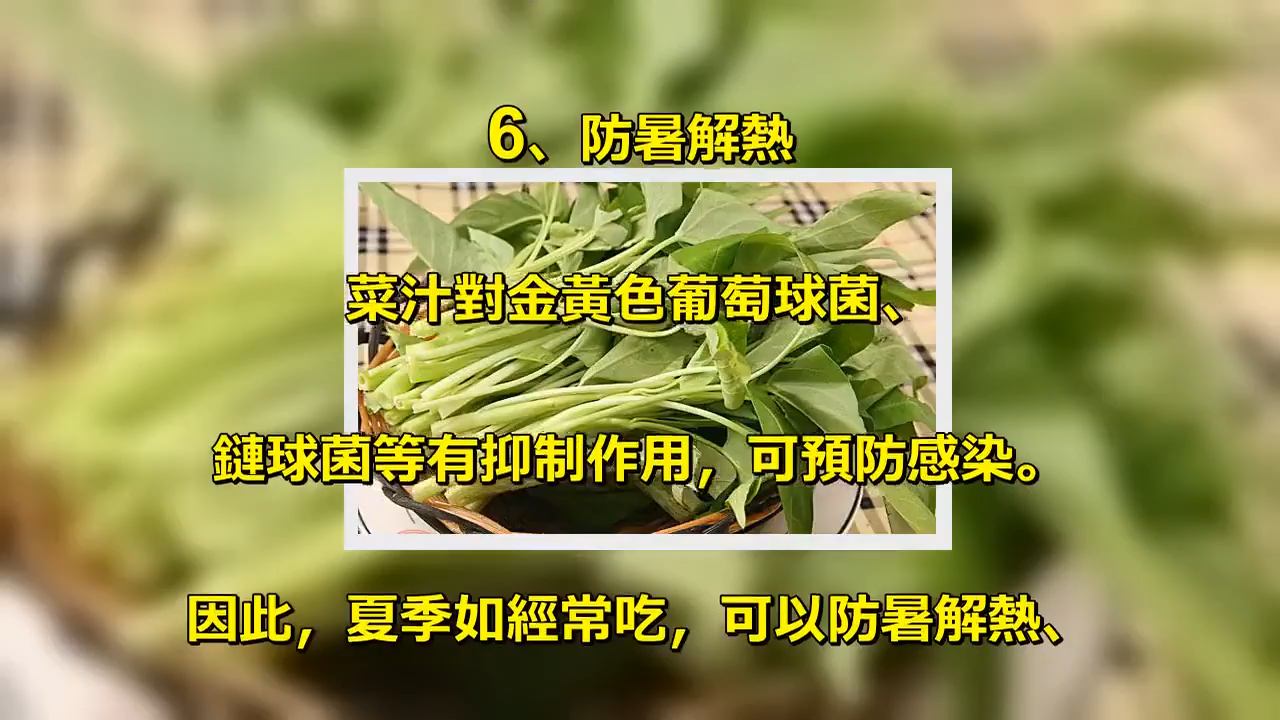 6、防暑解熱
菜汁對金黃色葡萄球菌、
鏈球菌等有抑制作用，可預防感染。
因此，夏季如經常吃，可以防暑解熱、